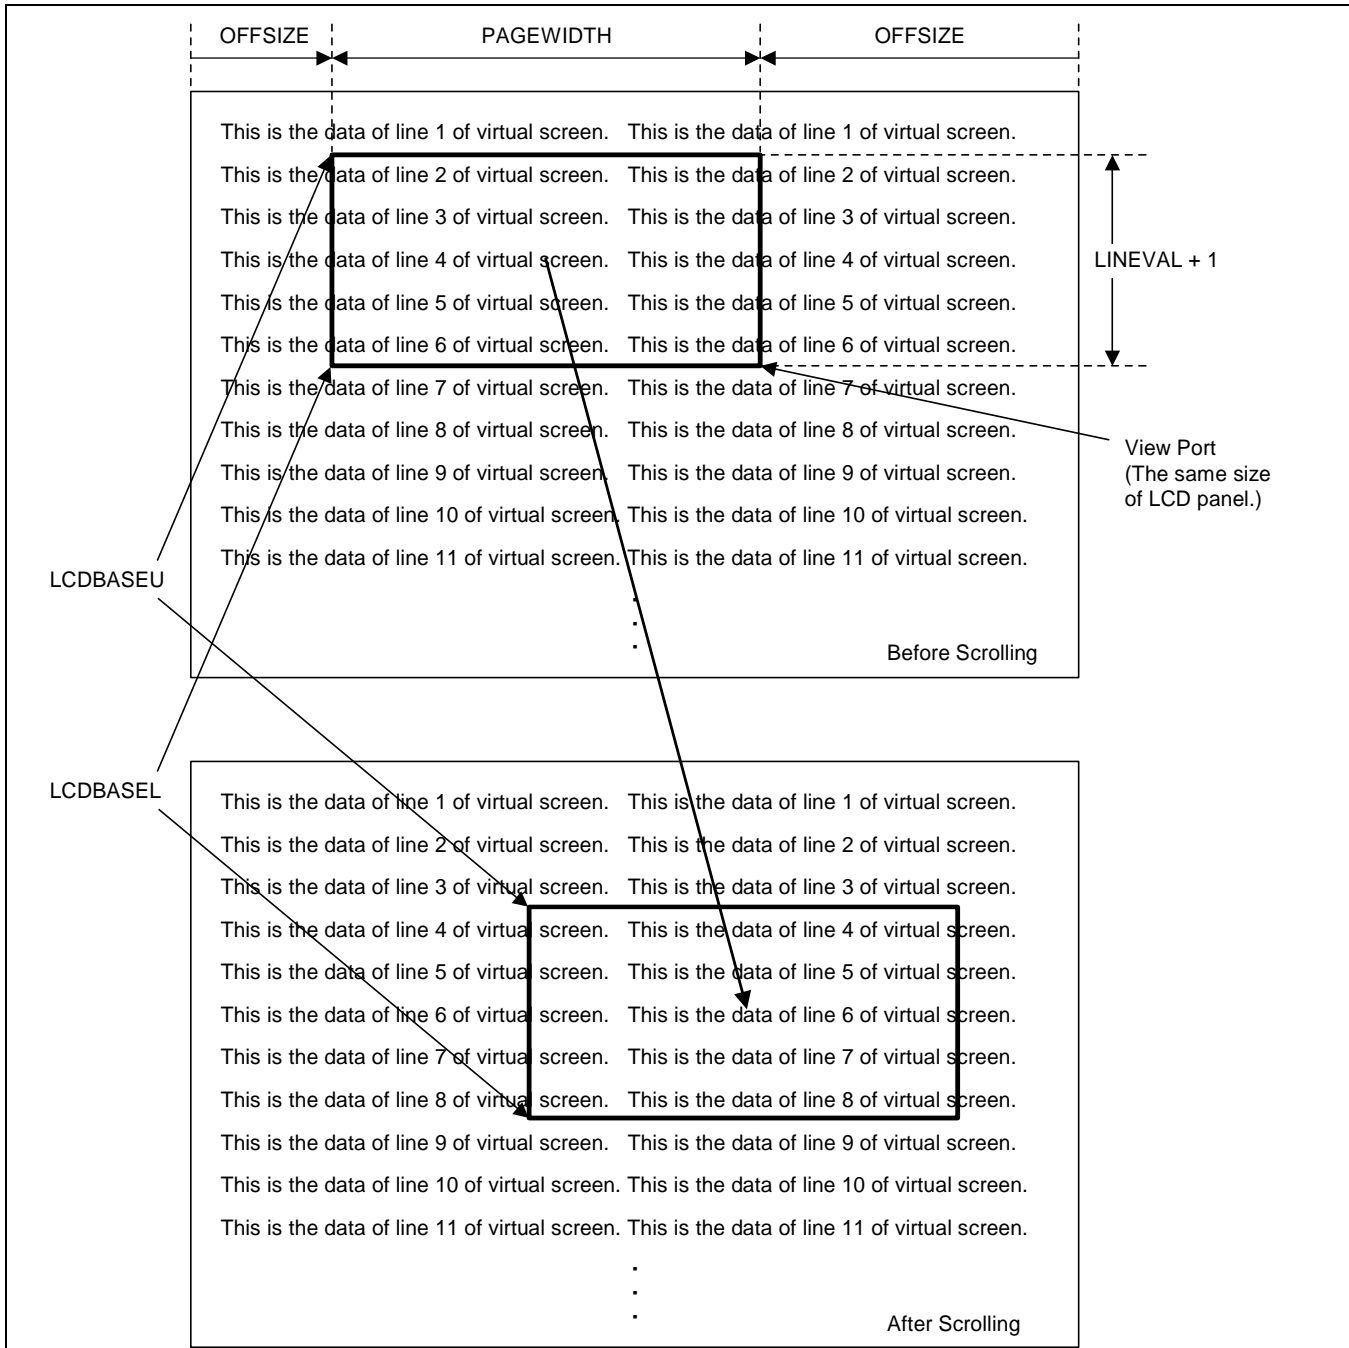 OFFSIZE PAGEWIDTH OFFSIZE
This is the data of line 1 of virtual screen. This is the data of line 1 of virtual screen.
This is the data of line 2 of virtual screen. This is the data of line 2 of virtual screen.
This is the data of line 3 of virtual screen. This is the data of line 3 of virtual screen.
This is the data of line 4 of virtual screen. This is the data of line 4 of virtual screen.
LINEVAL + 1
This is the data of line 5 of virtual screen. This is the data of line 5 of virtual screen.
This is the data of line 6 of virtual screen. This is the data of line 6 of virtual screen.
This is the data of line 7 of virtual screen. This is the data of line 7 of virtual screen.
This is the data of line 8 of virtual screen. This is the data of line 8 of virtual screen.
View Port
(The same size
of LCD panel.)
This is the data of line 9 of virtual screen. This is the data of line 9 of virtual screen.
This is the data of line 10 of virtual screen. This is the data of line 10 of virtual screen.
This is the data of line 11 of virtual screen. This is the data of line 11 of virtual screen.
LCDBASEU
.
.
.
Before Scrolling
LCDBASEL
This is the data of line 1 of virtual screen. This is the data of line 1 of virtual screen.
This is the data of line 2 of virtual screen. This is the data of line 2 of virtual screen.
This is the data of line 3 of virtual screen. This is the data of line 3 of virtual screen.
This is the data of line 4 of virtual screen. This is the data of line 4 of virtual screen.
This is the data of line 5 of virtual screen. This is the data of line 5 of virtual screen.
This is the data of line 6 of virtual screen. This is the data of line 6 of virtual screen.
This is the data of line 7 of virtual screen. This is the data of line 7 of virtual screen.
This is the data of line 8 of virtual screen. This is the data of line 8 of virtual screen.
This is the data of line 9 of virtual screen. This is the data of line 9 of virtual screen.
This is the data of line 10 of virtual screen. This is the data of line 10 of virtual screen.
This is the data of line 11 of virtual screen. This is the data of line 11 of virtual screen.
.
.
.
After Scrolling